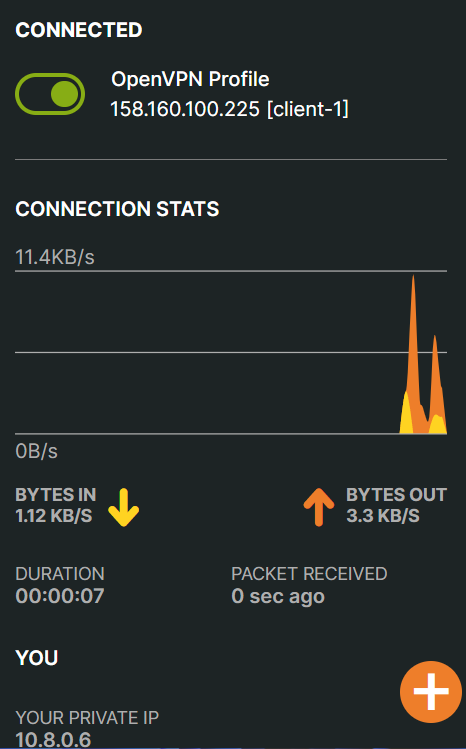 CONNECTED
OpenVPN Profile
158.160.100.225 [client-1]
CONNECTION STATS
11.4KB/s
0B/s
BYTES IN
1.12 KB/S
BYTES OUT
3.3 KB/S
DURATION
00:00:07
PACKET RECEIVED
0 sec ago
YOU
YOUR PRIVATE IP
10.8.0.6